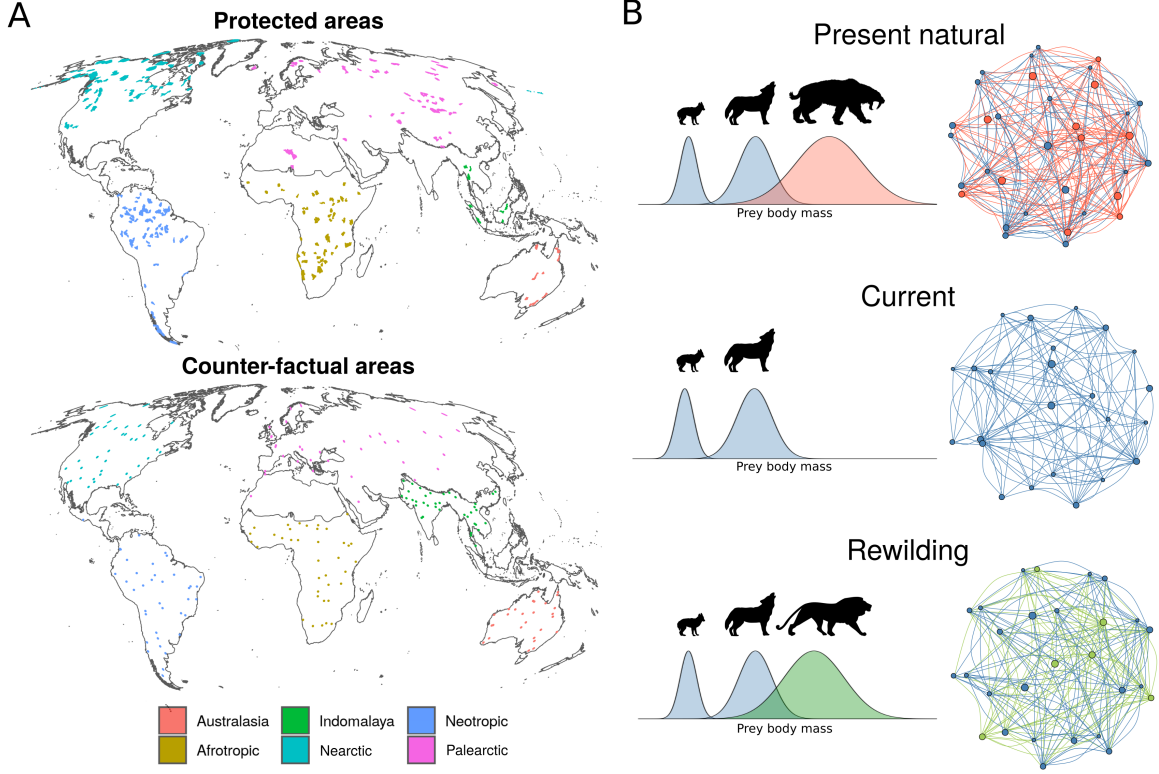 A
Protected areas
Counter-factual areas
Australasia
Indomalaya
Neotropic
Afrotropic
Nearctic
Palearctic
B
Present natural
Prey body mass
Current
Prey body mass
Rewilding
Prey body mass